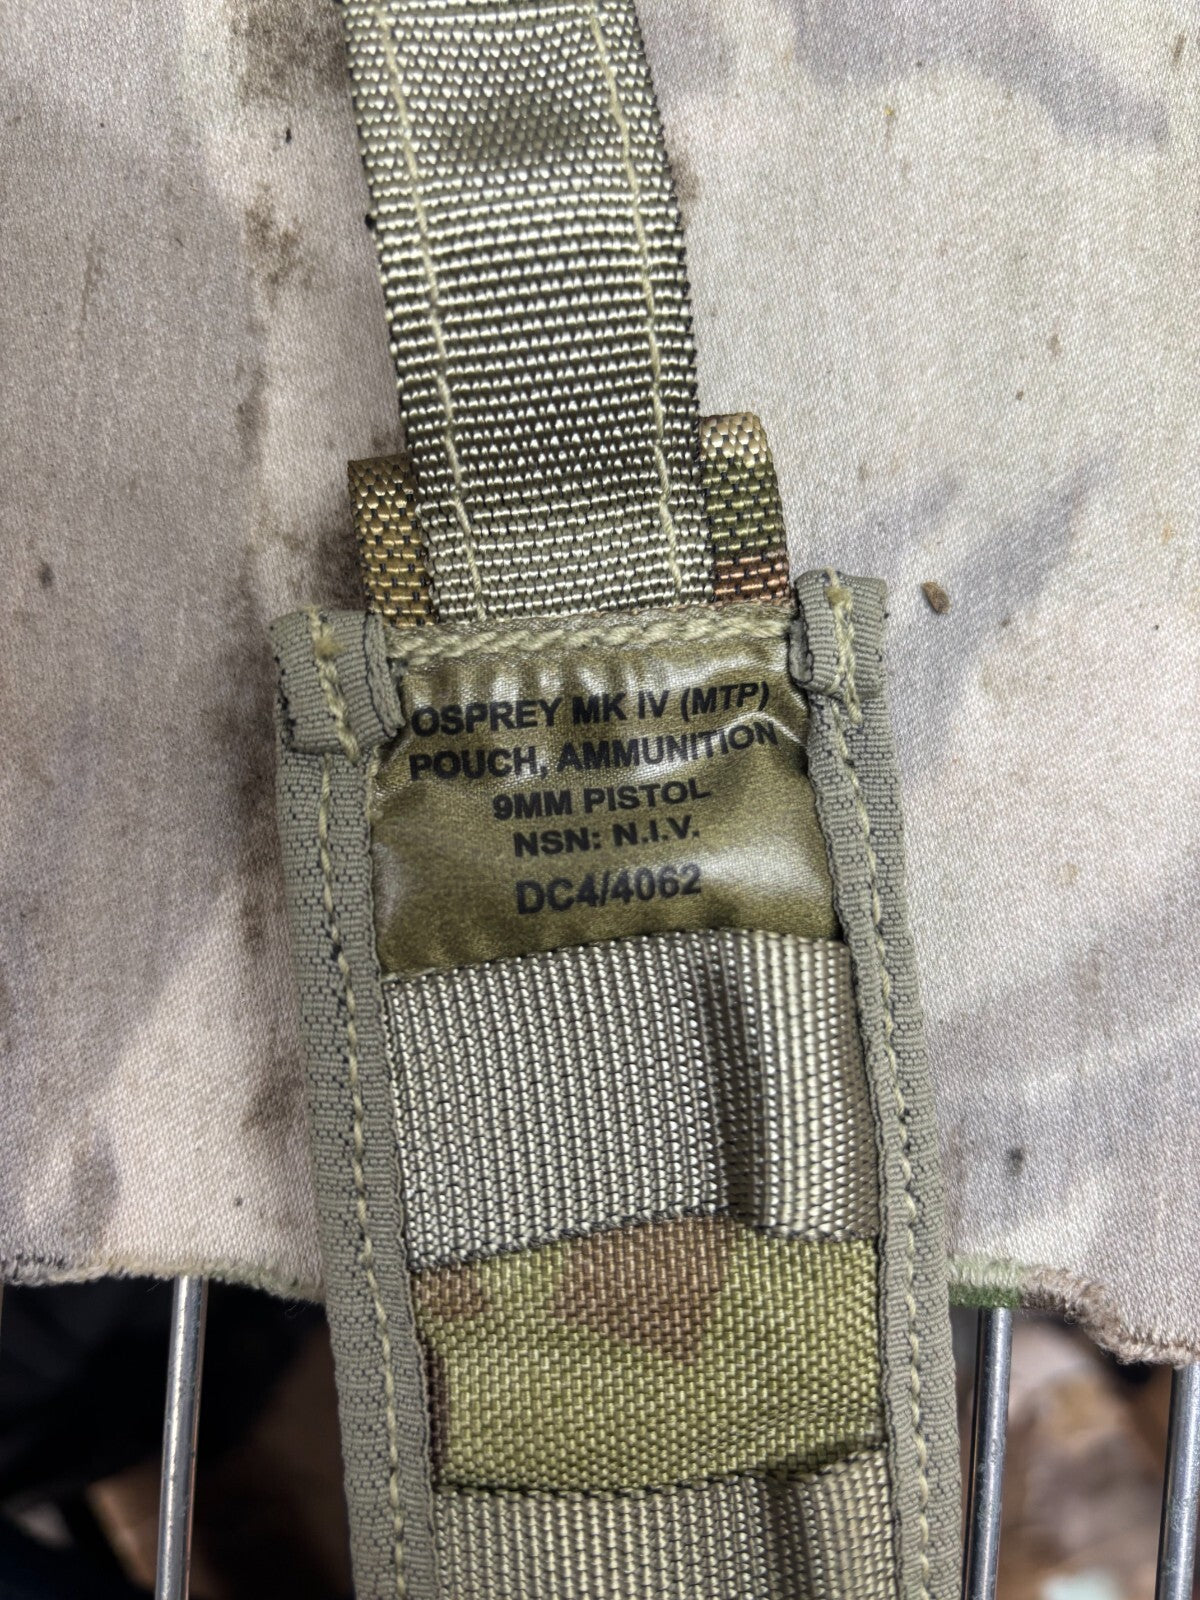 OSPREY MK IV (MTP)
POUCH, AMMUNITION
9MM PISTOL
NSN: N.I.V.
DC4/4062